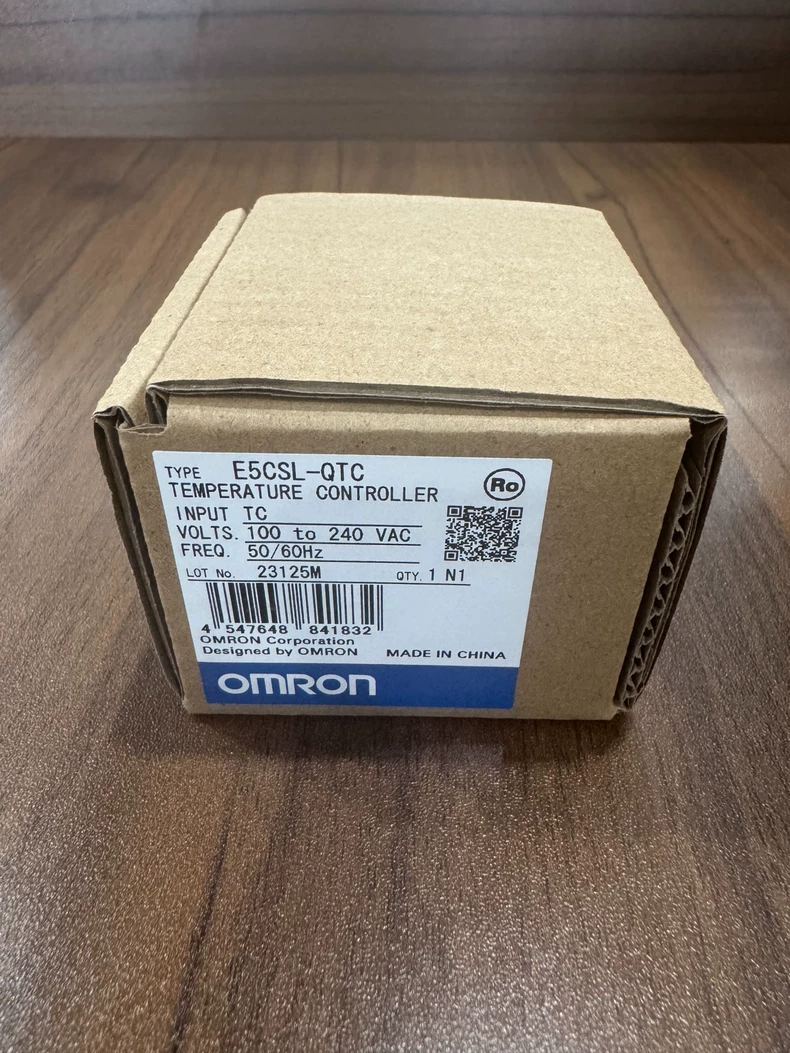 TYPE E5CSL-QTC
TEMPERATURE CONTROLLER
Ro
INPUT TC
VOLTS. 100 to 240 VAC
FREQ. 50/60Hz
LOT No. 23125M QTY. 1 N1
4 547648 841832
OMRON Corporation
Designed by OMRON MADE IN CHINA
OMRON